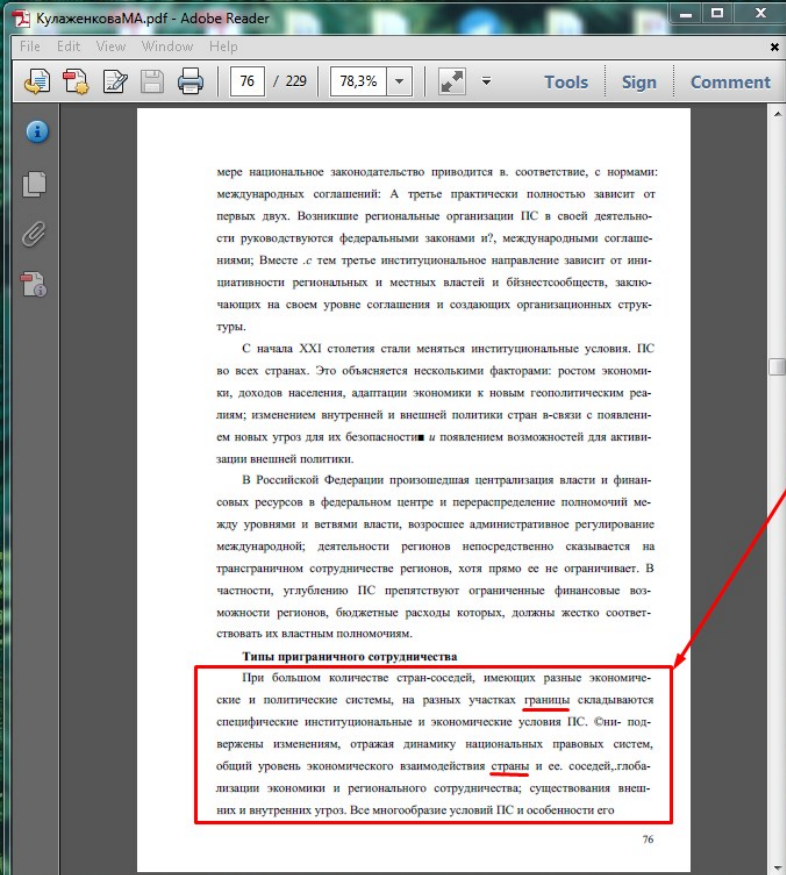 КулаженковаМА.pdf - Adobe Reader
File Edit View Window Help
76 / 229 78,3% Tools Sign Comment
мере национальное законодательство приводится в. соответствие, с нормами:
международных соглашений: А третье практически полностью зависит от
первых двух. Возникшие региональные организации ПС в своей деятельно-
сти руководствуются федеральными законами и?, международными соглаше-
ниями; Вместе .с тем третье институциональное направление зависит от ини-
циативности региональных и местных властей и бйзнестсообществ, заклю-
чающих на своем уровне соглашения и создающих организационных струк-
туры.
С начала XXI столетия стали меняться институциональные условия. ПС
во всех странах. Это объясняется несколькими факторами: ростом экономи-
ки, доходов населения, адаптации экономики к новым геополитическим реа-
лиям; изменением внутренней и внешней политики стран в-связи с появлени-
ем новых угроз для их безопасности■ и появлением возможностей для активи-
зации внешней политики.
В Российской Федерации произошедшая централизация власти и финан-
совых ресурсов в федеральном центре и перераспределение полномочий ме-
жду уровнями и ветвями власти, возросшее административное регулирование
международной; деятельности регионов непосредственно сказывается на
трансграничном сотрудничестве регионов, хотя прямо ее не ограничивает. В
частности, углублению ПС препятствуют ограниченные финансовые воз-
можности регионов, бюджетные расходы которых, должны жестко соответ-
ствовать их властным полномочиям.
Типы приграничного сотрудничества
При большом количестве стран-соседей, имеющих разные экономиче-
ские и политические системы, на разных участках границы складываются
специфические институциональные и экономические условия ПС. ©ни- под-
вержены изменениям, отражая динамику национальных правовых систем,
общий уровень экономического взаимодействия страны и ее. соседей,.глоба-
лизации экономики и регионального сотрудничества; существования внеш-
них и внутренних угроз. Все многообразие условий ПС и особенности его
76